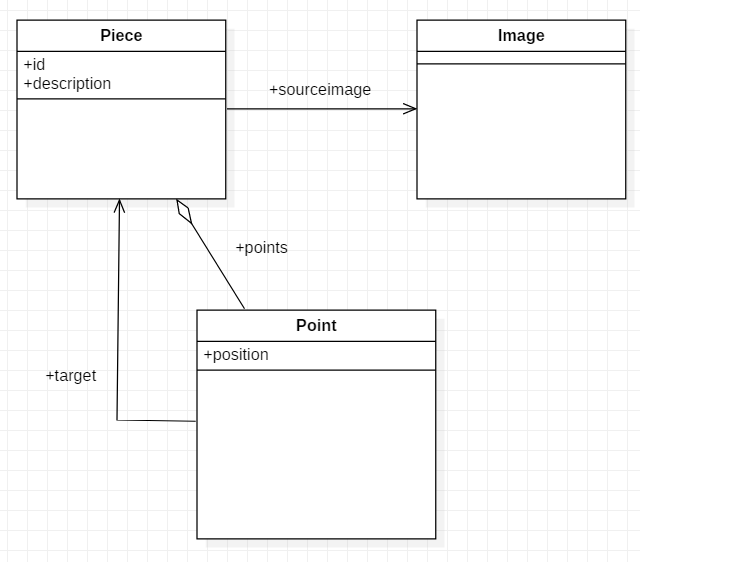 Piece
+id
+description
+sourceimage
Image
+points
Point
+position
+target